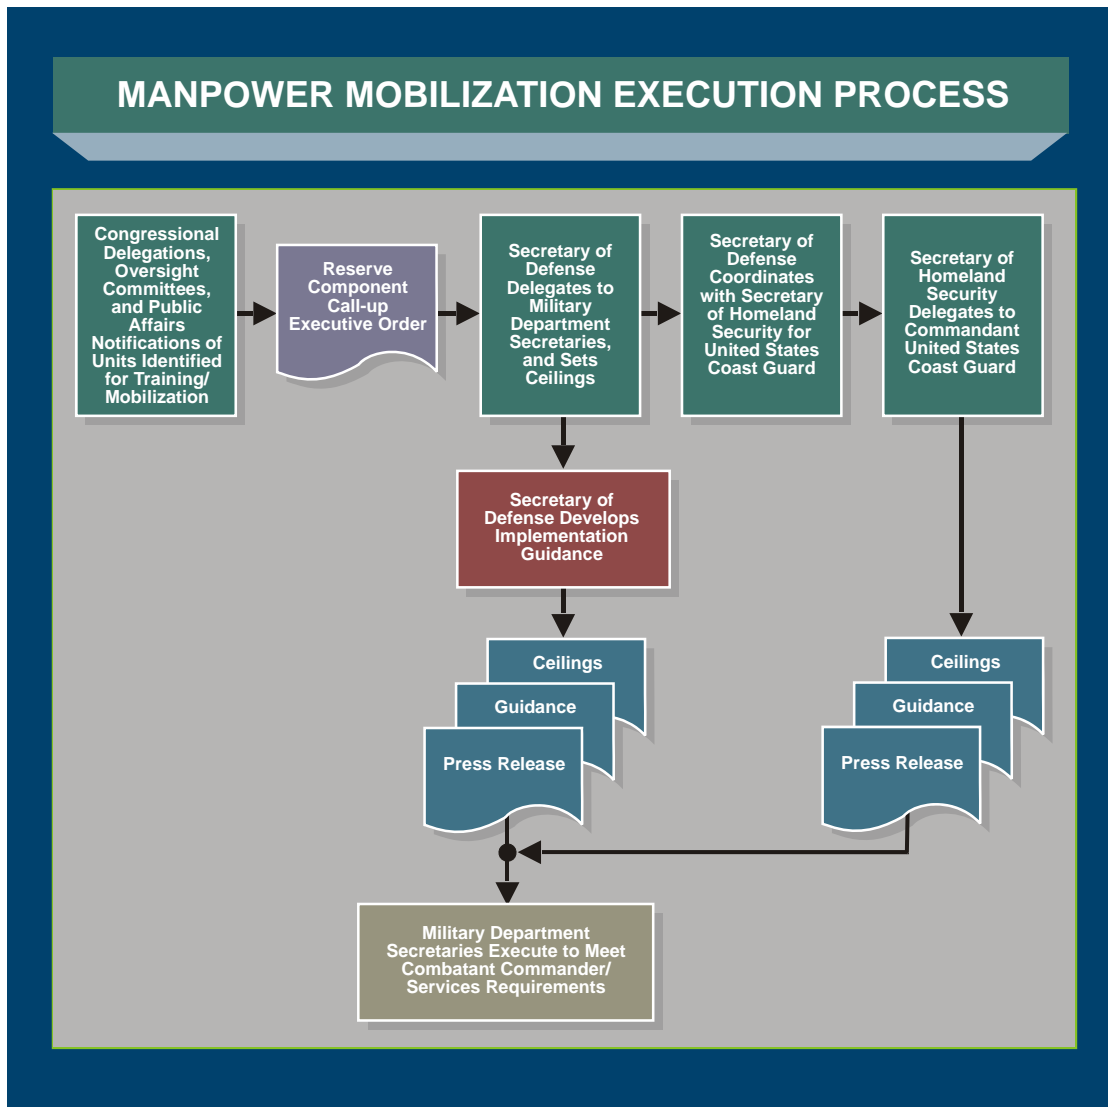 MANPOWER MOBILIZATION EXECUTION PROCESS
Congressional
Delegations,
Oversight
Committees,
and Public
Affairs
Notifications of
Units Identified
for Training/
Mobilization
Reserve
Component
Call-up
Executive Order
Secretary of
Defense
Delegates to
Military
Department
Secretaries,
and Sets
Ceilings
Secretary of
Defense
Coordinates
with Secretary
of Homeland
Security for
United States
Coast Guard
Secretary of
Homeland
Security
Delegates to
Commandant
United States
Coast Guard
Secretary of
Defense Develops
Implementation
Guidance
Ceilings
Guidance
Press Release
Ceilings
Guidance
Press Release
Military Department
Secretaries Execute to Meet
Combatant Commander/
Services Requirements